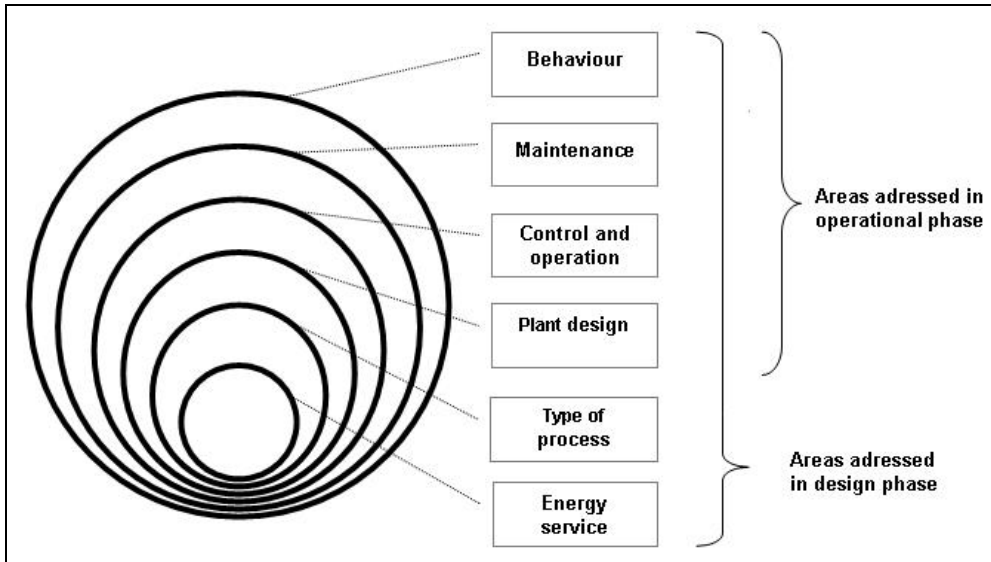 Behaviour
Maintenance
Control and
operation
Plant design
Type of
process
Energy
service
Areas adressed in
operational phase
Areas adressed
in design phase